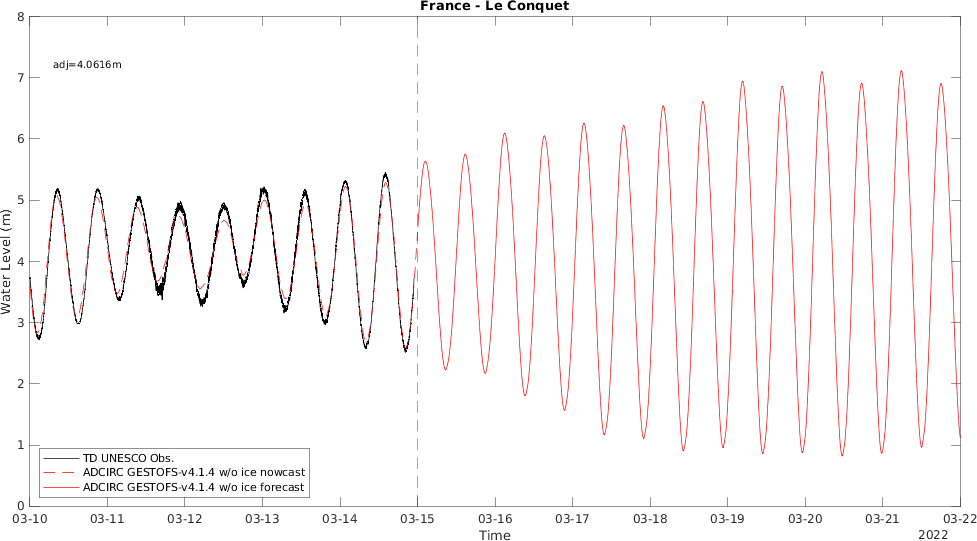 France - Le Conquet
8
7
6
5
4
3
2
1
0
Water Level (m)
adj=4.0616m
TD UNESCO Obs.
ADCIRC GESTOFS-v4.1.4 w/o ice nowcast
ADCIRC GESTOFS-v4.1.4 w/o ice forecast
03-10 03-11 03-12 03-13 03-14 03-15 03-16 03-17 03-18 03-19 03-20 03-21 03-22
Time
2022